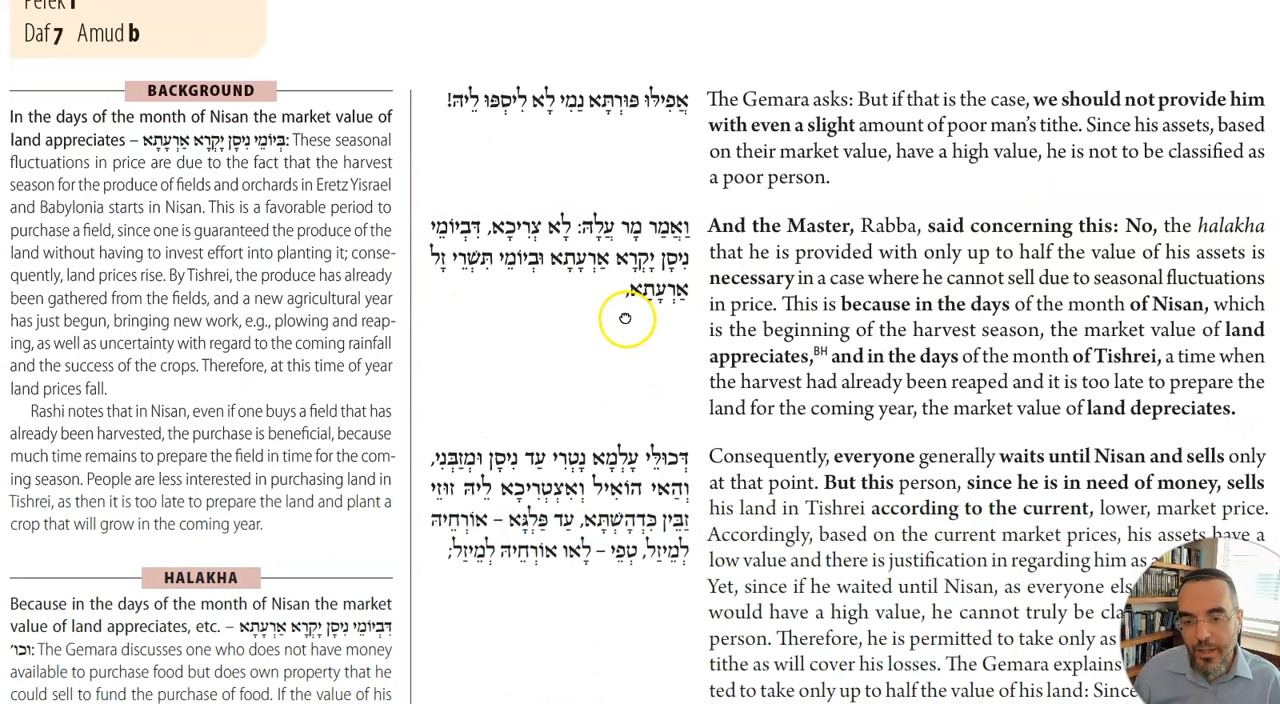 Perek I
Daf 7 Amud b
BACKGROUND
In the days of the month of Nisan the market value of
land appreciates – בְּיוֹמֵי נִיסָן יָקְרָא אַרְעָתָא: These seasonal
fluctuations in price are due to the fact that the harvest
season for the produce of fields and orchards in Eretz Yisrael
and Babylonia starts in Nisan. This is a favorable period to
purchase a field, since one is guaranteed the produce of the
land without having to invest effort into planting it; conse-
quently, land prices rise. By Tishrei, the produce has already
been gathered from the fields, and a new agricultural year
has just begun, bringing new work, e.g., plowing and reap-
ing, as well as uncertainty with regard to the coming rainfall
and the success of the crops. Therefore, at this time of year
land prices fall.
Rashi notes that in Nisan, even if one buys a field that has
already been harvested, the purchase is beneficial, because
much time remains to prepare the field in time for the com-
ing season. People are less interested in purchasing land in
Tishrei, as then it is too late to prepare the land and plant a
crop that will grow in the coming year.
HALAKHA
Because in the days of the month of Nisan the market
value of land appreciates, etc. – דִּבְיוֹמֵי נִיסָן יָקְרָא אַרְעָתָא
וכו׳: The Gemara discusses one who does not have money
available to purchase food but does own property that he
could sell to fund the purchase of food. If the value of his
אֲפִילּוּ פּוּרְתָּא נַמִי לָא לִיסְפּוּ לֵיהּ!
וַאֲמַר מָר עֲלַהּ: לָא צְרִיכָא, דִּבְיוֹמֵי
נִיסָן יָקְרָא אַרְעָתָא וּבְיוֹמֵי תִּשְׁרֵי זָל
אַרְעָתָא,
דְּכוּלֵּי עָלְמָא נָטְרִי עַד נִיסָן וּמְזַבְּנִי,
וְהַאי הוֹאִיל וְאִיצְטְרִיכָא לֵיהּ זוּזֵי
זַבֵּין כִּדְהָשְׁתָּא, עַד פַּלְגָּא – אוֹרְחֵיהּ
לְמֵיזַל, טְפֵי – לָאו אוֹרְחֵיהּ לְמֵיזַל;
The Gemara asks: But if that is the case, we should not provide him
with even a slight amount of poor man's tithe. Since his assets, based
on their market value, have a high value, he is not to be classified as
a poor person.
And the Master, Rabba, said concerning this: No, the halakha
that he is provided with only up to half the value of his assets is
necessary in a case where he cannot sell due to seasonal fluctuations
in price. This is because in the days of the month of Nisan, which
is the beginning of the harvest season, the market value of land
appreciates,BH and in the days of the month of Tishrei, a time when
the harvest had already been reaped and it is too late to prepare the
land for the coming year, the market value of land depreciates.
Consequently, everyone generally waits until Nisan and sells only
at that point. But this person, since he is in need of money, sells
his land in Tishrei according to the current, lower, market price.
Accordingly, based on the current market prices, his assets have a
low value and there is justification in regarding him as
Yet, since if he waited until Nisan, as everyone els
would have a high value, he cannot truly be cla
person. Therefore, he is permitted to take only as
tithe as will cover his losses. The Gemara explains
ted to take only up to half the value of his land: Since